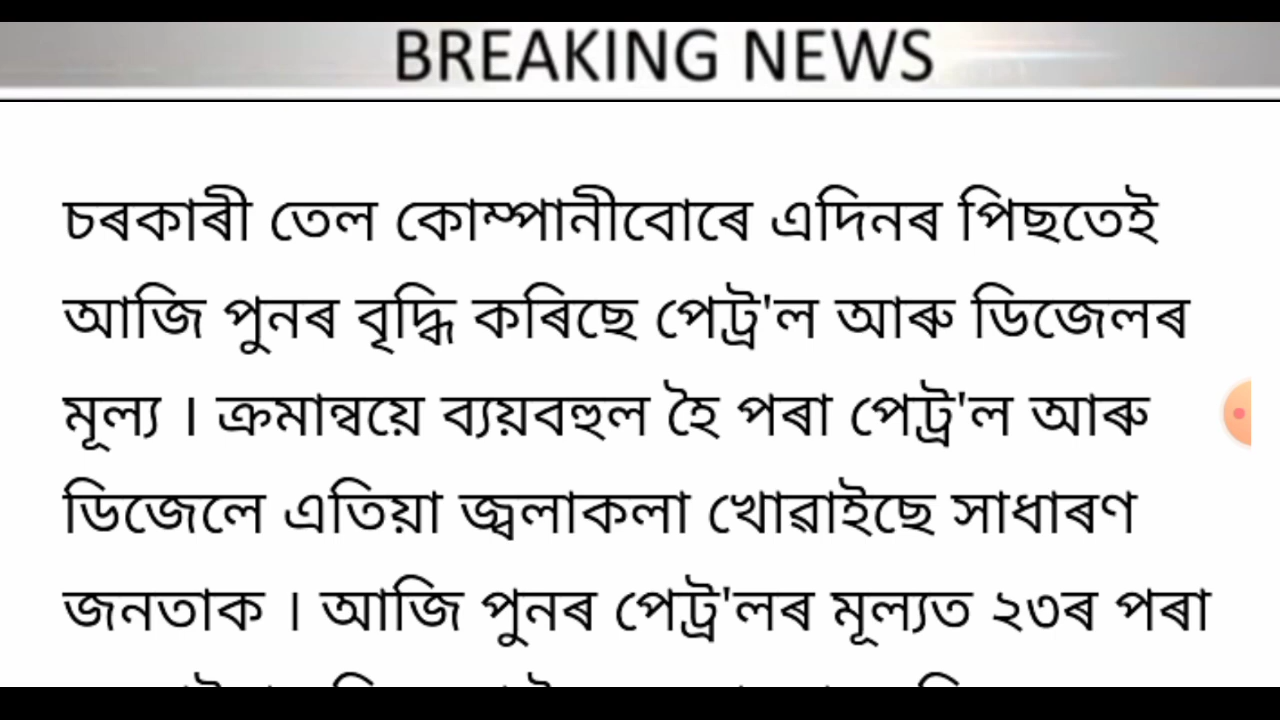 BREAKING NEWS
চৰকাৰী তেল কোম্পানীবোৰে এদিনৰ পিছতেই
আজি পুনৰ বৃদ্ধি কৰিছে পেট্ৰ'ল আৰু ডিজেলৰ
মূল্য । ক্ৰমান্বয়ে ব্যয়বহুল হৈ পৰা পেট্ৰ'ল আৰু
ডিজেলে এতিয়া জ্বলাকলা খোৱাইছে সাধাৰণ
জনতাক । আজি পুনৰ পেট্ৰ'লৰ মূল্যত ২৩ৰ পৰা